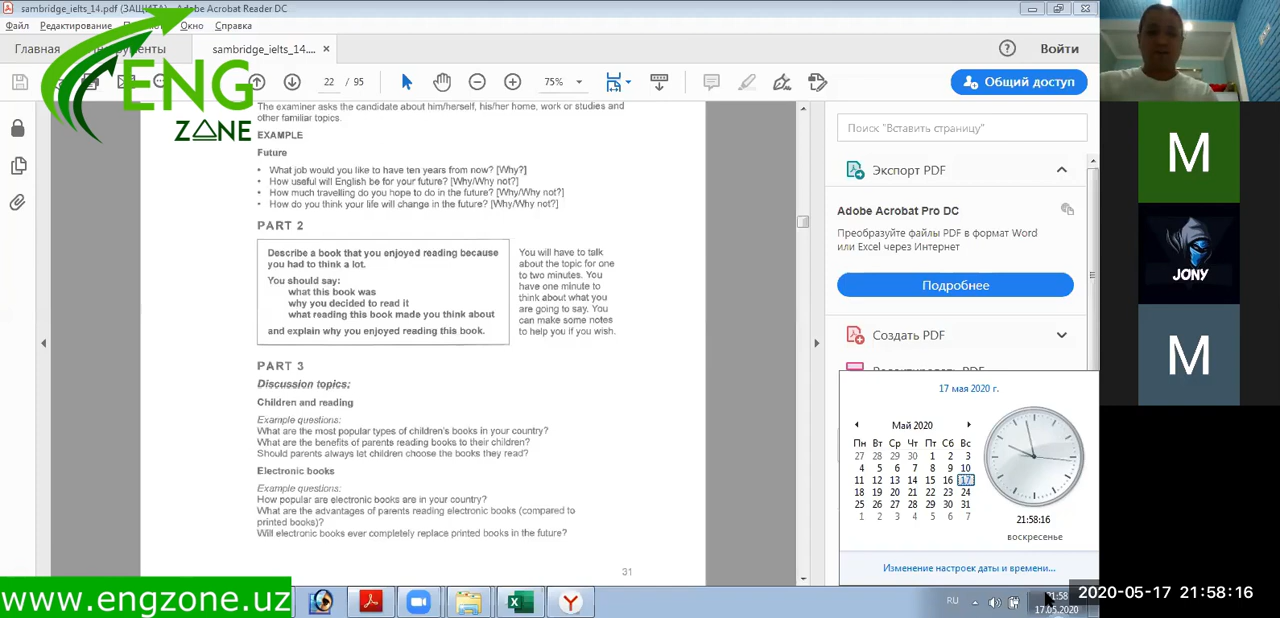 sambridge_ielts_14.pdf (ЗАЩИТА) - Adobe Acrobat Reader DC
Файл Редактирование Окно Справка
Главная Инструменты sambridge_ielts_14.... × Войти
22 / 95 75% Общий доступ
ENG
ZONE
The examiner asks the candidate about him/herself, his/her home, work or studies and
other familiar topics.
EXAMPLE
Future
• What job would you like to have ten years from now? [Why?]
• How useful will English be for your future? [Why/Why not?]
• How much travelling do you hope to do in the future? [Why/Why not?]
• How do you think your life will change in the future? [Why/Why not?]
PART 2
Describe a book that you enjoyed reading because
you had to think a lot.
You should say:
what this book was
why you decided to read it
what reading this book made you think about
and explain why you enjoyed reading this book.
You will have to talk
about the topic for one
to two minutes. You
have one minute to
think about what you
are going to say. You
can make some notes
to help you if you wish.
PART 3
Discussion topics:
Children and reading
Example questions:
What are the most popular types of children's books in your country?
What are the benefits of parents reading books to their children?
Should parents always let children choose the books they read?
Electronic books
Example questions:
How popular are electronic books are in your country?
What are the advantages of parents reading electronic books (compared to
printed books)?
Will electronic books ever completely replace printed books in the future?
31
Поиск "Вставить страницу"
Экспорт PDF
Adobe Acrobat Pro DC
Преобразуйте файлы PDF в формат Word
или Excel через Интернет
Подробнее
Создать PDF
Редактировать PDF
17 мая 2020 г.
Май 2020
Пн Вт Ср Чт Пт Сб Вс
27 28 29 30 1 2 3
4 5 6 7 8 9 10
11 12 13 14 15 16 17
18 19 20 21 22 23 24
25 26 27 28 29 30 31
1 2 3 4 5 6 7
21:58:16
воскресенье
Изменение настроек даты и времени...
M
JONY
M
www.engzone.uz
RU
21:58
17.05.2020
2020-05-17 21:58:16